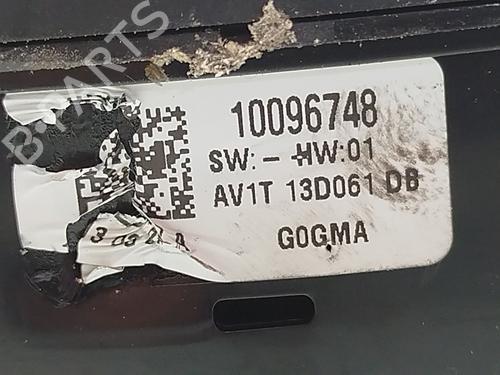 B-PARTS
10096748
SW: - HW:01
AV1T 13D061 DB
G0GMA